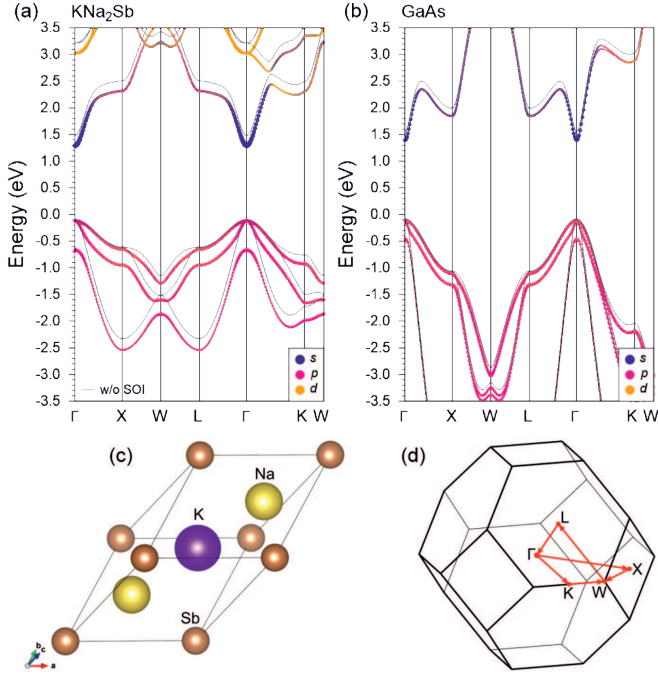 (a) KNa₂Sb
(b) GaAs
3.5
3.0
2.5
2.0
1.5
1.0
0.5
0.0
-0.5
-1.0
-1.5
-2.0
-2.5
-3.0
-3.5
Energy (eV)
w/o SOI
s
p
d
Γ X W L Γ K W
3.5
3.0
2.5
2.0
1.5
1.0
0.5
0.0
-0.5
-1.0
-1.5
-2.0
-2.5
-3.0
-3.5
Energy (eV)
s
p
d
Γ X W L Γ K W
(c)
Na
K
Sb
b
c
a
(d)
L
Γ
X
K
W